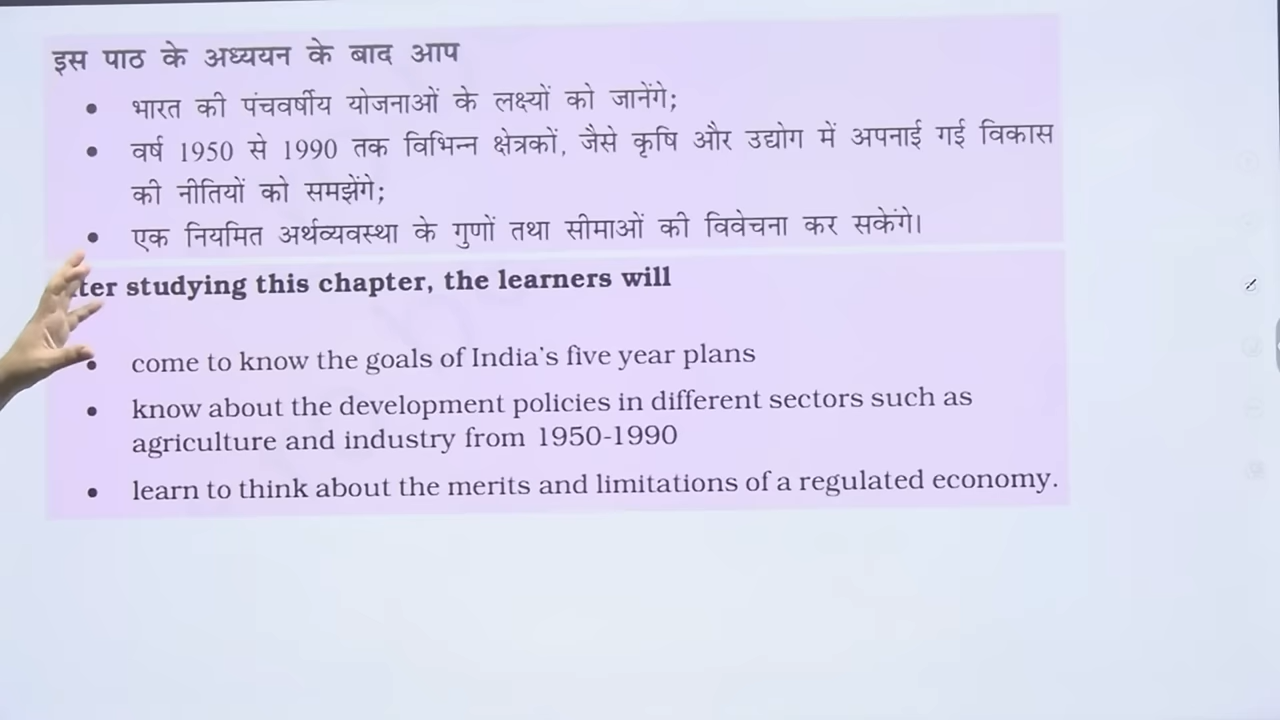 इस पाठ के अध्ययन के बाद आप
• भारत की पंचवर्षीय योजनाओं के लक्ष्यों को जानेंगे;
• वर्ष 1950 से 1990 तक विभिन्न क्षेत्रकों, जैसे कृषि और उद्योग में अपनाई गई विकास
की नीतियों को समझेंगे;
• एक नियमित अर्थव्यवस्था के गुणों तथा सीमाओं की विवेचना कर सकेंगे।
studying this chapter, the learners will
• come to know the goals of India's five year plans
• know about the development policies in different sectors such as
agriculture and industry from 1950-1990
• learn to think about the merits and limitations of a regulated economy.